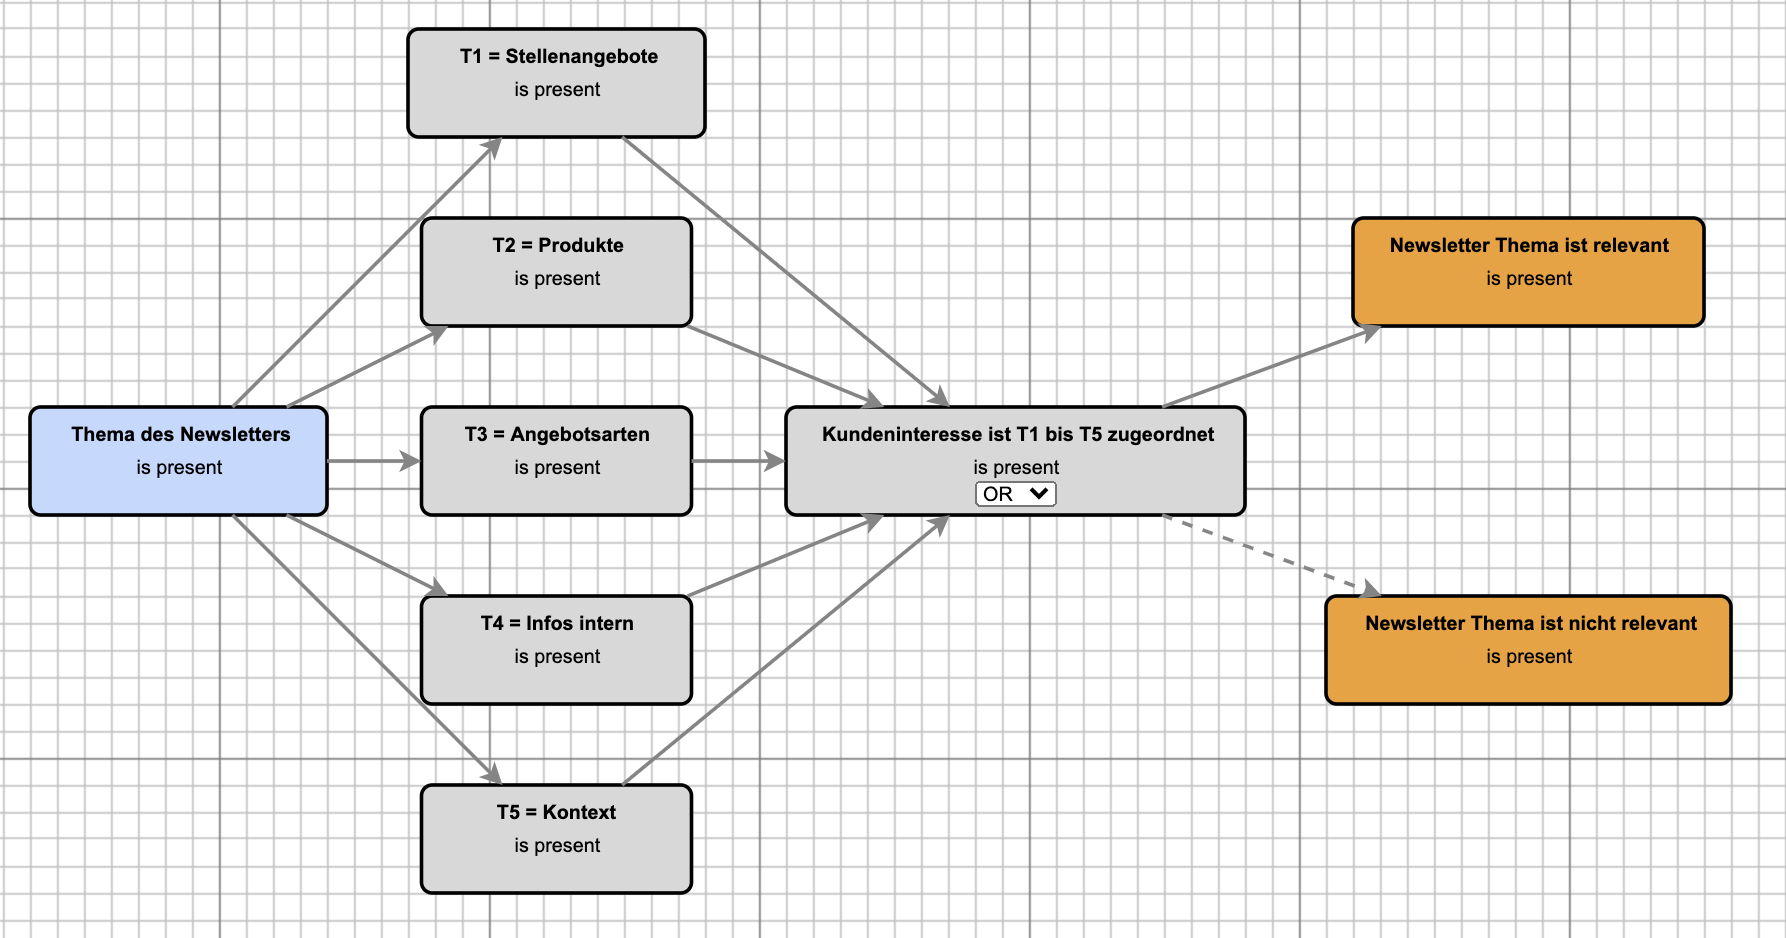 T1 = Stellenangebote
is present
T2 = Produkte
is present
Newsletter Thema ist relevant
is present
Thema des Newsletters
is present
T3 = Angebotsarten
is present
Kundeninteresse ist T1 bis T5 zugeordnet
is present
OR
T4 = Infos intern
is present
Newsletter Thema ist nicht relevant
is present
T5 = Kontext
is present